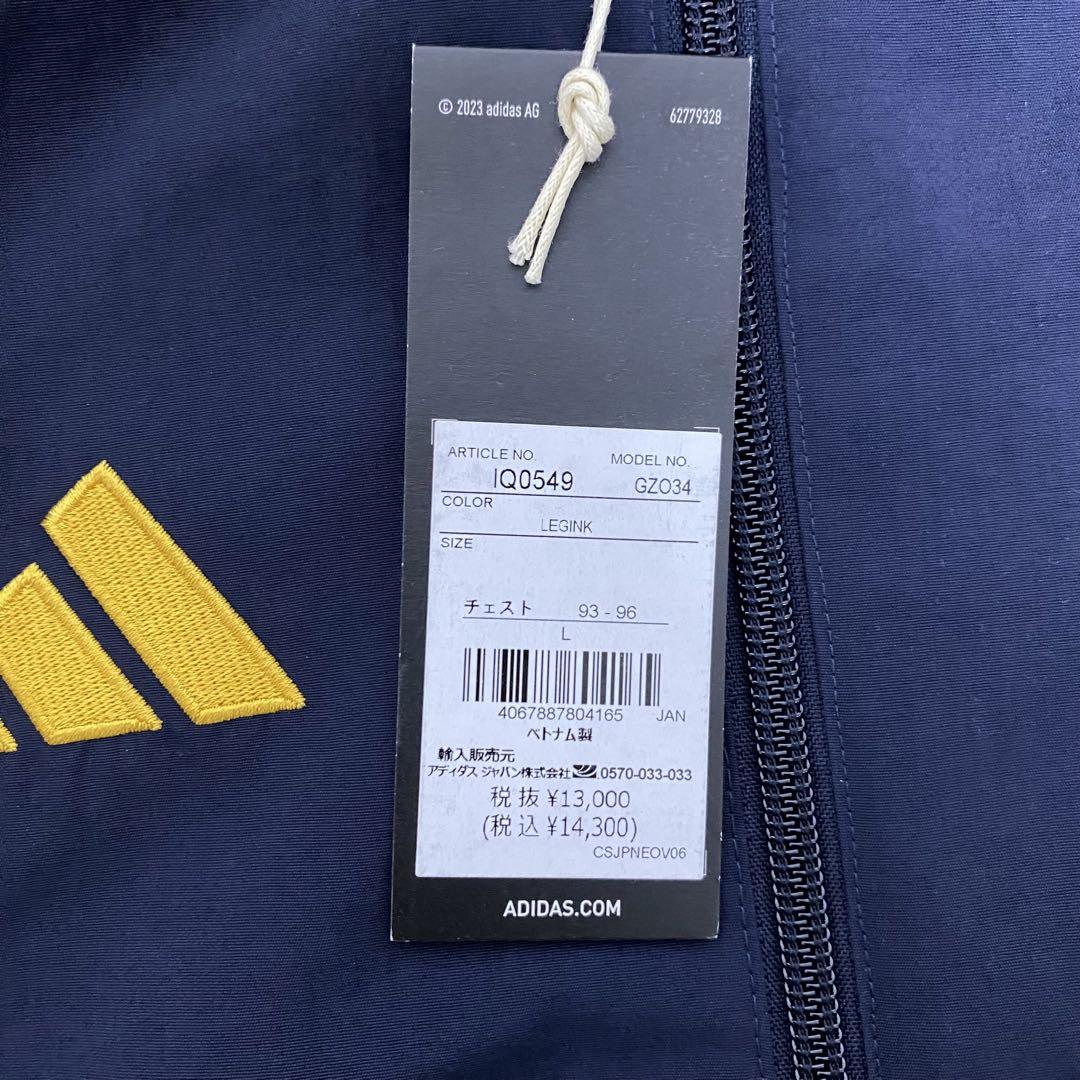 © 2023 adidas AG 62779328
ARTICLE NO. MODEL NO.
IQ0549 GZO34
COLOR
LEGINK
SIZE
チェスト 93 - 96
L
4067887804165 JAN
ベトナム製
輸入販売元
アディダス ジャパン株式会社 0570-033-033
税抜 ¥13,000
(税込 ¥14,300)
CSJPNEOV06
ADIDAS.COM